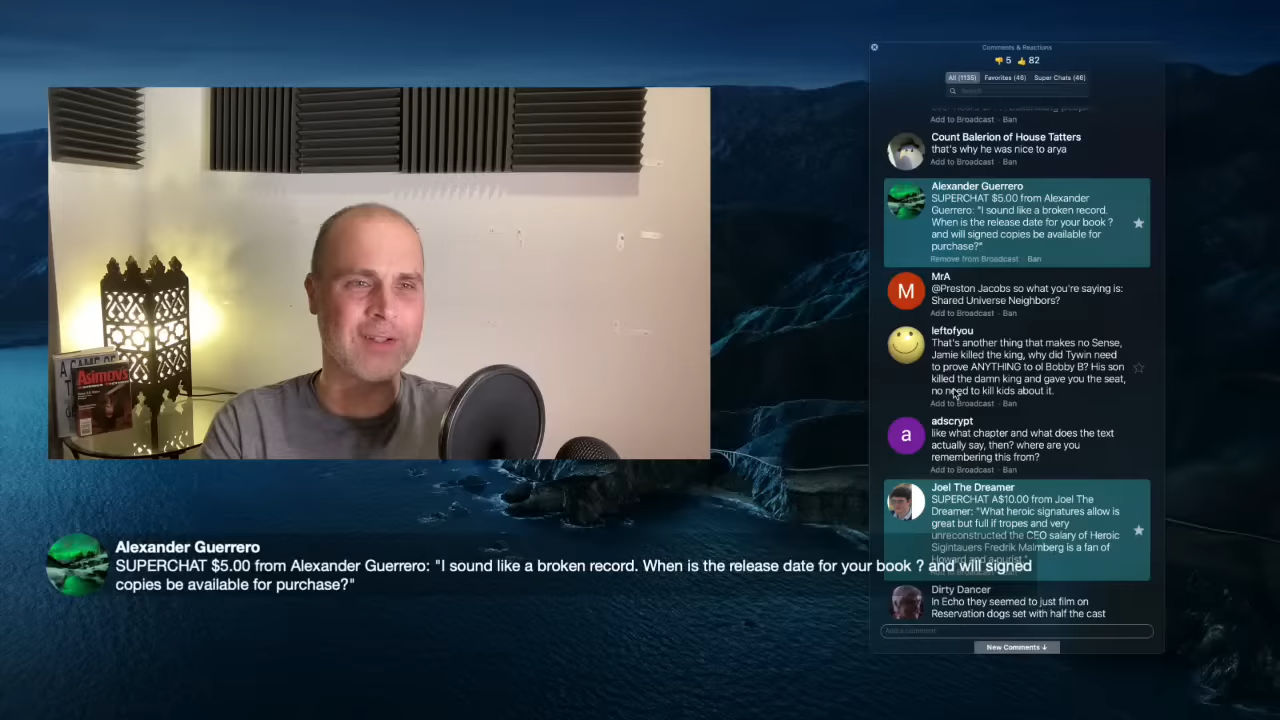 Comments & Reactions
5 82
All (1135) Favorites (46) Super Chats (46)
Search
Add to Broadcast · Ban
Count Balerion of House Tatters
that's why he was nice to arya
Add to Broadcast · Ban
Alexander Guerrero
SUPERCHAT $5.00 from Alexander
Guerrero: "I sound like a broken record.
When is the release date for your book ?
and will signed copies be available for
purchase?"
Remove from Broadcast · Ban
M
MrA
@Preston Jacobs so what you're saying is:
Shared Universe Neighbors?
Add to Broadcast · Ban
leftofyou
That's another thing that makes no Sense,
Jamie killed the king, why did Tywin need
to prove ANYTHING to ol Bobby B? His son
killed the damn king and gave you the seat,
no need to kill kids about it.
Add to Broadcast · Ban
a
adscrypt
like what chapter and what does the text
actually say, then? where are you
remembering this from?
Add to Broadcast · Ban
Joel The Dreamer
SUPERCHAT A$10.00 from Joel The
Dreamer: "What heroic signatures allow is
great but full if tropes and very
unreconstructed the CEO salary of Heroic
Sigintauers Fredrik Malmberg is a fan of
Howard and a purist "
Dirty Dancer
In Echo they seemed to just film on
Reservation dogs set with half the cast
Add a comment
New Comments ↓
A GAME OF
Asimov's
Alexander Guerrero
SUPERCHAT $5.00 from Alexander Guerrero: "I sound like a broken record. When is the release date for your book ? and will signed
copies be available for purchase?"